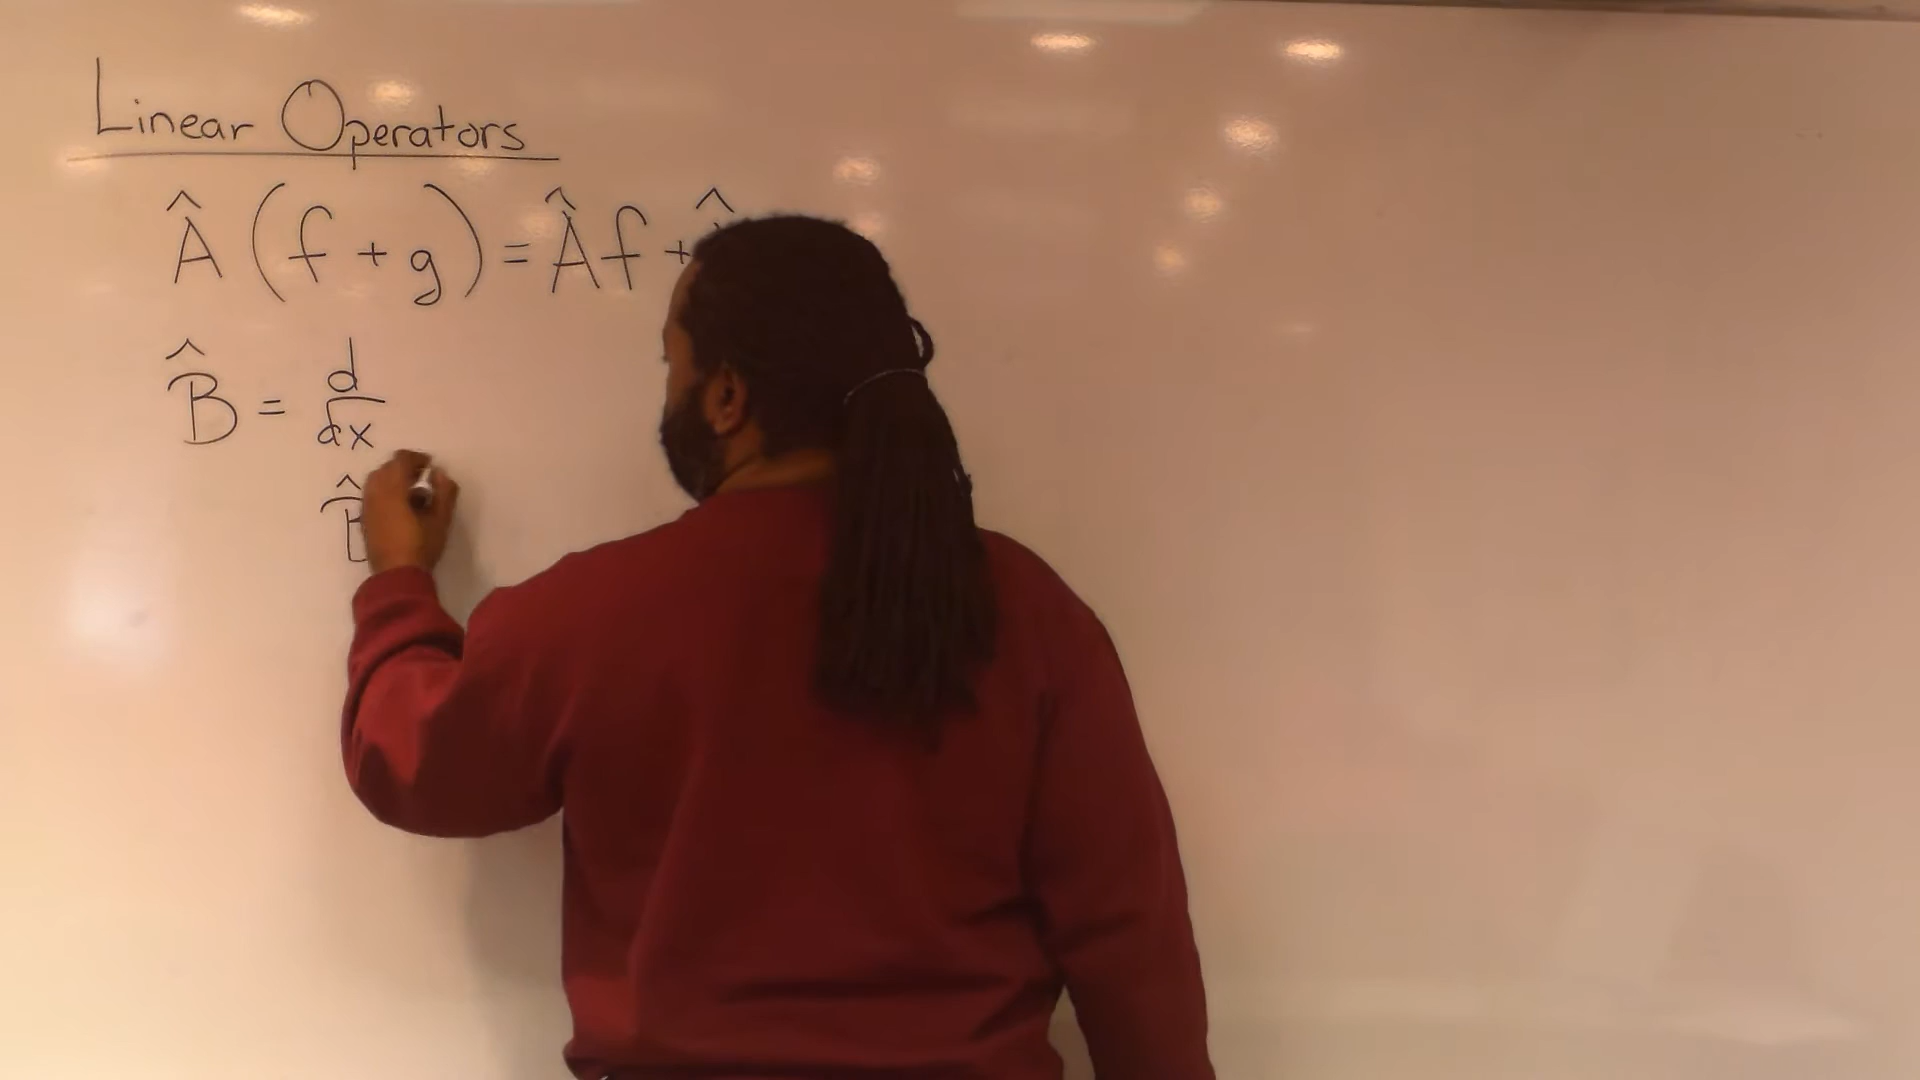 Linear Operators
Â (f + g) = Âf +
B̂ = d/dx
B̂